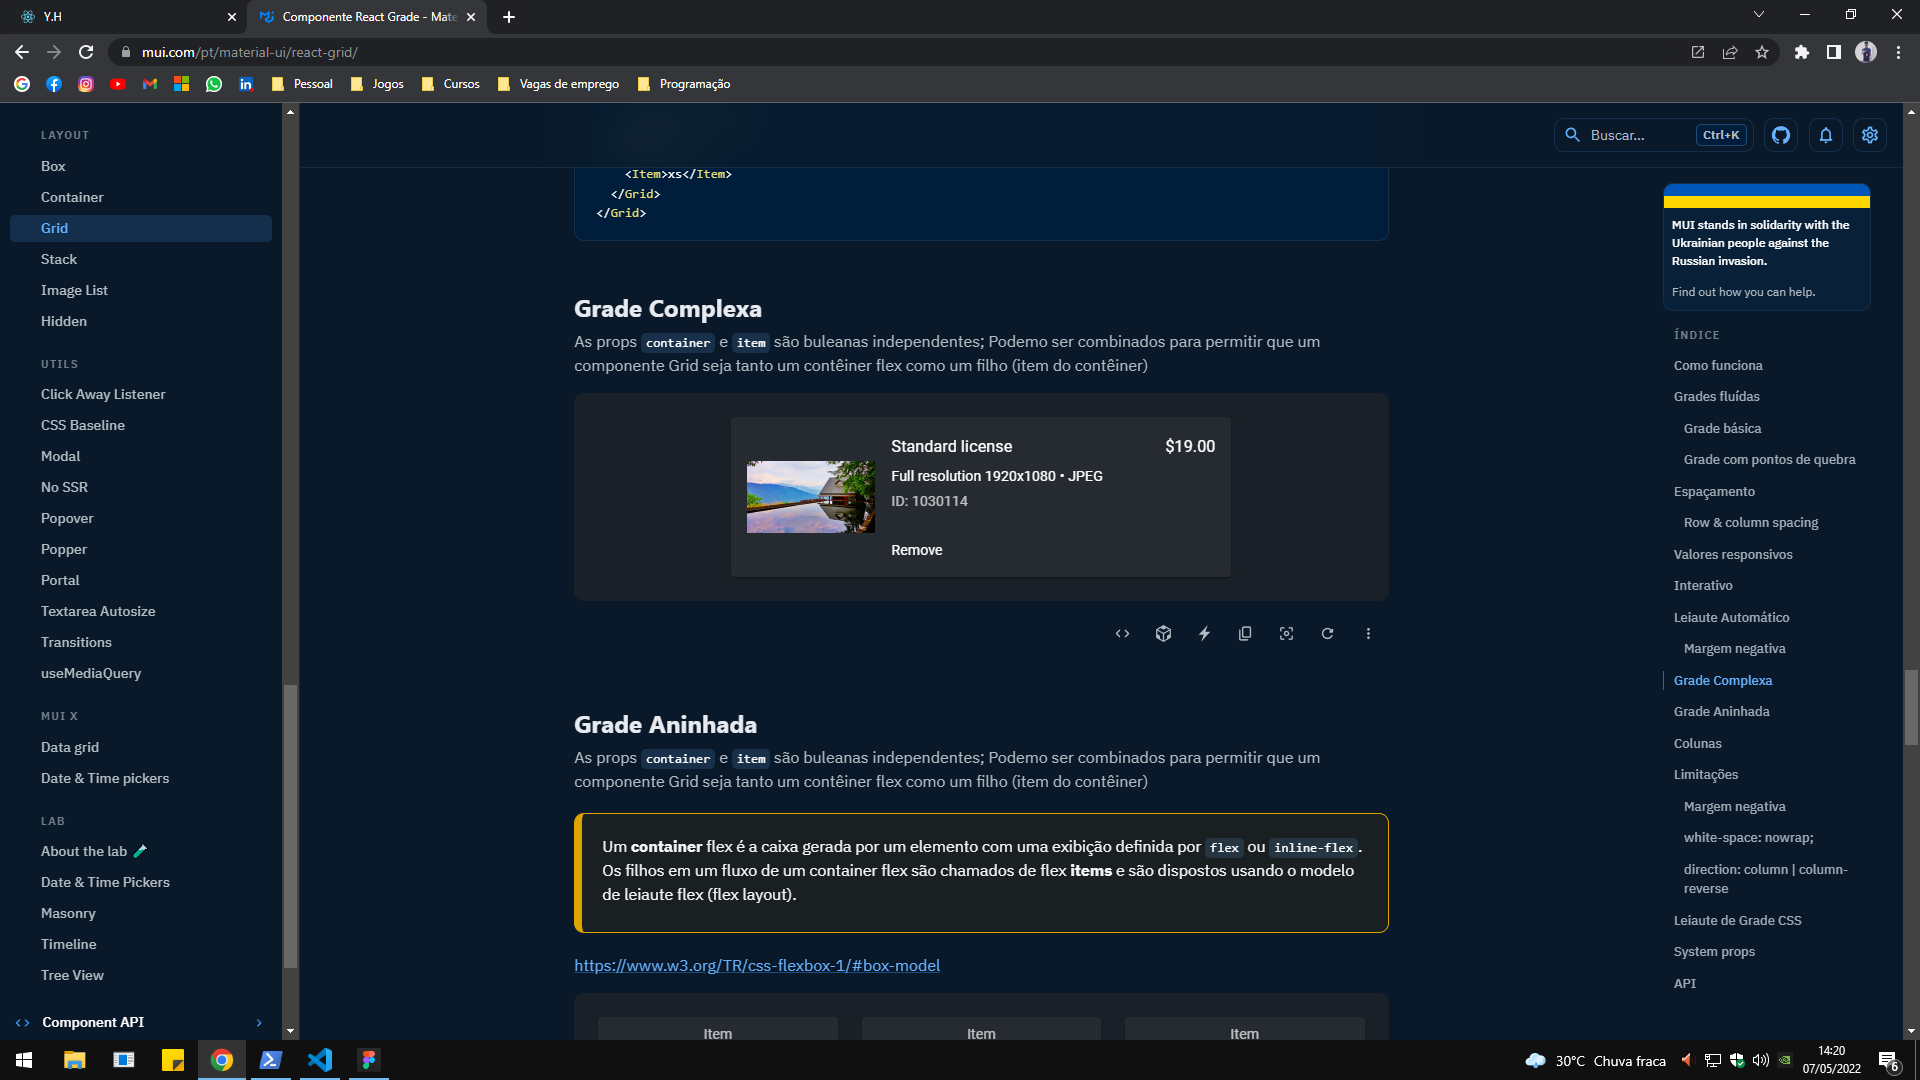 Y.H
Componente React Grade - Mate
mui.com/pt/material-ui/react-grid/
Pessoal
Jogos
Cursos
Vagas de emprego
Programação
LAYOUT
Box
Container
Grid
Stack
Image List
Hidden
UTILS
Click Away Listener
CSS Baseline
Modal
No SSR
Popover
Popper
Portal
Textarea Autosize
Transitions
useMediaQuery
MUI X
Data grid
Date & Time pickers
LAB
About the lab
Date & Time Pickers
Masonry
Timeline
Tree View
Component API
Buscar...
Ctrl+K
<Item>xs</Item>
</Grid>
</Grid>
Grade Complexa
As props container e item são buleanas independentes; Podemo ser combinados para permitir que um
componente Grid seja tanto um contêiner flex como um filho (item do contêiner)
Standard license
$19.00
Full resolution 1920x1080 • JPEG
ID: 1030114
Remove
Grade Aninhada
As props container e item são buleanas independentes; Podemo ser combinados para permitir que um
componente Grid seja tanto um contêiner flex como um filho (item do contêiner)
Um container flex é a caixa gerada por um elemento com uma exibição definida por flex ou inline-flex.
Os filhos em um fluxo de um container flex são chamados de flex items e são dispostos usando o modelo
de leiaute flex (flex layout).
https://www.w3.org/TR/css-flexbox-1/#box-model
Item
Item
Item
MUI stands in solidarity with the
Ukrainian people against the
Russian invasion.
Find out how you can help.
ÍNDICE
Como funciona
Grades fluídas
Grade básica
Grade com pontos de quebra
Espaçamento
Row & column spacing
Valores responsivos
Interativo
Leiaute Automático
Margem negativa
Grade Complexa
Grade Aninhada
Colunas
Limitações
Margem negativa
white-space: nowrap;
direction: column | column-
reverse
Leiaute de Grade CSS
System props
API
30°C Chuva fraca
14:20
07/05/2022
6